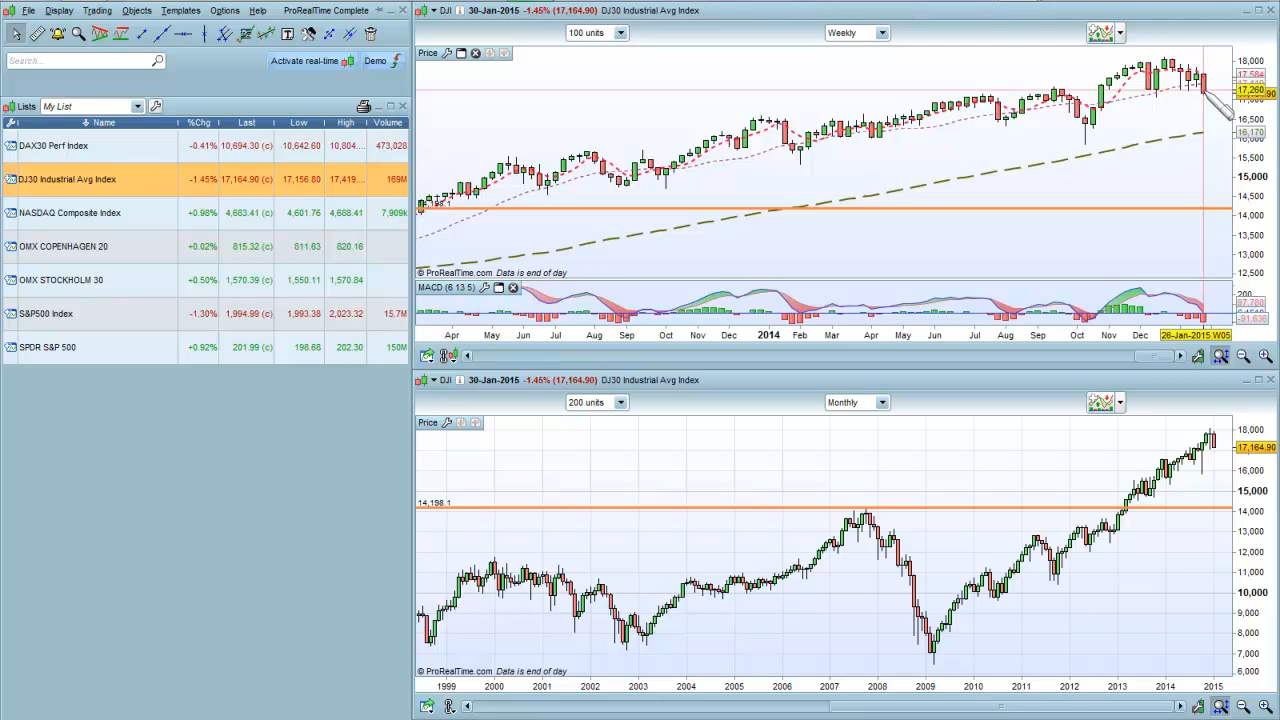 File Display Trading Objects Templates Options Help ProRealTime Complete
Search...
Activate real-time Demo
Lists My List
Name %Chg Last Low High Volume
DAX30 Perf Index -0.41% 10,694.30 (c) 10,642.60 10,804.... 473,028
DJ30 Industrial Avg Index -1.45% 17,164.90 (c) 17,156.80 17,419.... 169M
NASDAQ Composite Index +0.98% 4,683.41 (c) 4,601.76 4,688.41 7,909k
OMX COPENHAGEN 20 +0.02% 815.32 (c) 811.63 820.16
OMX STOCKHOLM 30 +0.50% 1,570.39 (c) 1,550.11 1,570.84
S&P500 Index -1.30% 1,994.99 (c) 1,993.38 2,023.32 15.7M
SPDR S&P 500 +0.92% 201.99 (c) 198.68 202.30 150M
DJI 30-Jan-2015 -1.45% (17,164.90) DJ30 Industrial Avg Index
100 units Weekly
Price
18,000
17,584
17,260
16,500
16,170
15,500
15,000
14,500
14,000
13,500
13,000
12,500
© ProRealTime.com Data is end of day
MACD (6 13 5)
200
-91.636
Apr May Jun Jul Aug Sep Oct Nov Dec 2014 Feb Mar Apr May Jun Jul Aug Sep Oct Nov Dec 26-Jan-2015 W05
DJI 30-Jan-2015 -1.45% (17,164.90) DJ30 Industrial Avg Index
200 units Monthly
Price
18,000
17,164.90
16,000
15,000
14,198.1
14,000
13,000
12,000
11,000
10,000
9,000
8,000
7,000
6,000
© ProRealTime.com Data is end of day
1999 2000 2001 2002 2003 2004 2005 2006 2007 2008 2009 2010 2011 2012 2013 2014 2015